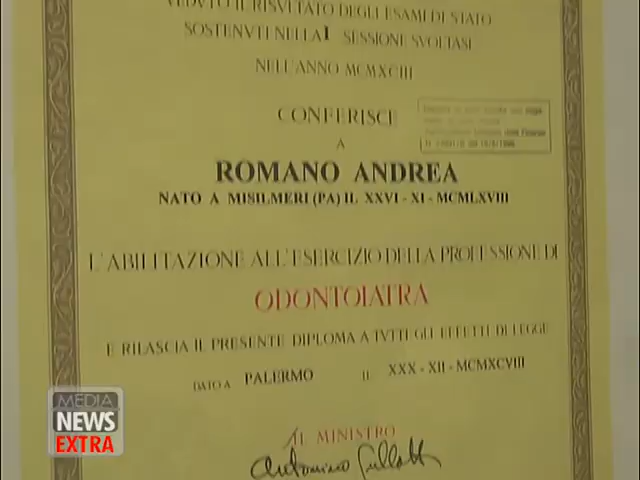 VEDUTO IL RISULTATO DEGLI ESAMI DI STATO
SOSTENUTI NELLA I SESSIONE SVOLTASI
NELL'ANNO MCMXCIII
CONFERISCE
A
ROMANO ANDREA
NATO A MISILMERI (PA) IL XXVI - XI - MCMLXVIII
L'ABILITAZIONE ALL'ESERCIZIO DELLA PROFESSIONE DI
ODONTOIATRA
E RILASCIA IL PRESENTE DIPLOMA A TUTTI GLI EFFETTI DI LEGGE
DATO A PALERMO IL XXX - XII - MCMXCVIII
IL MINISTRO
MEDIA
NEWS
EXTRA